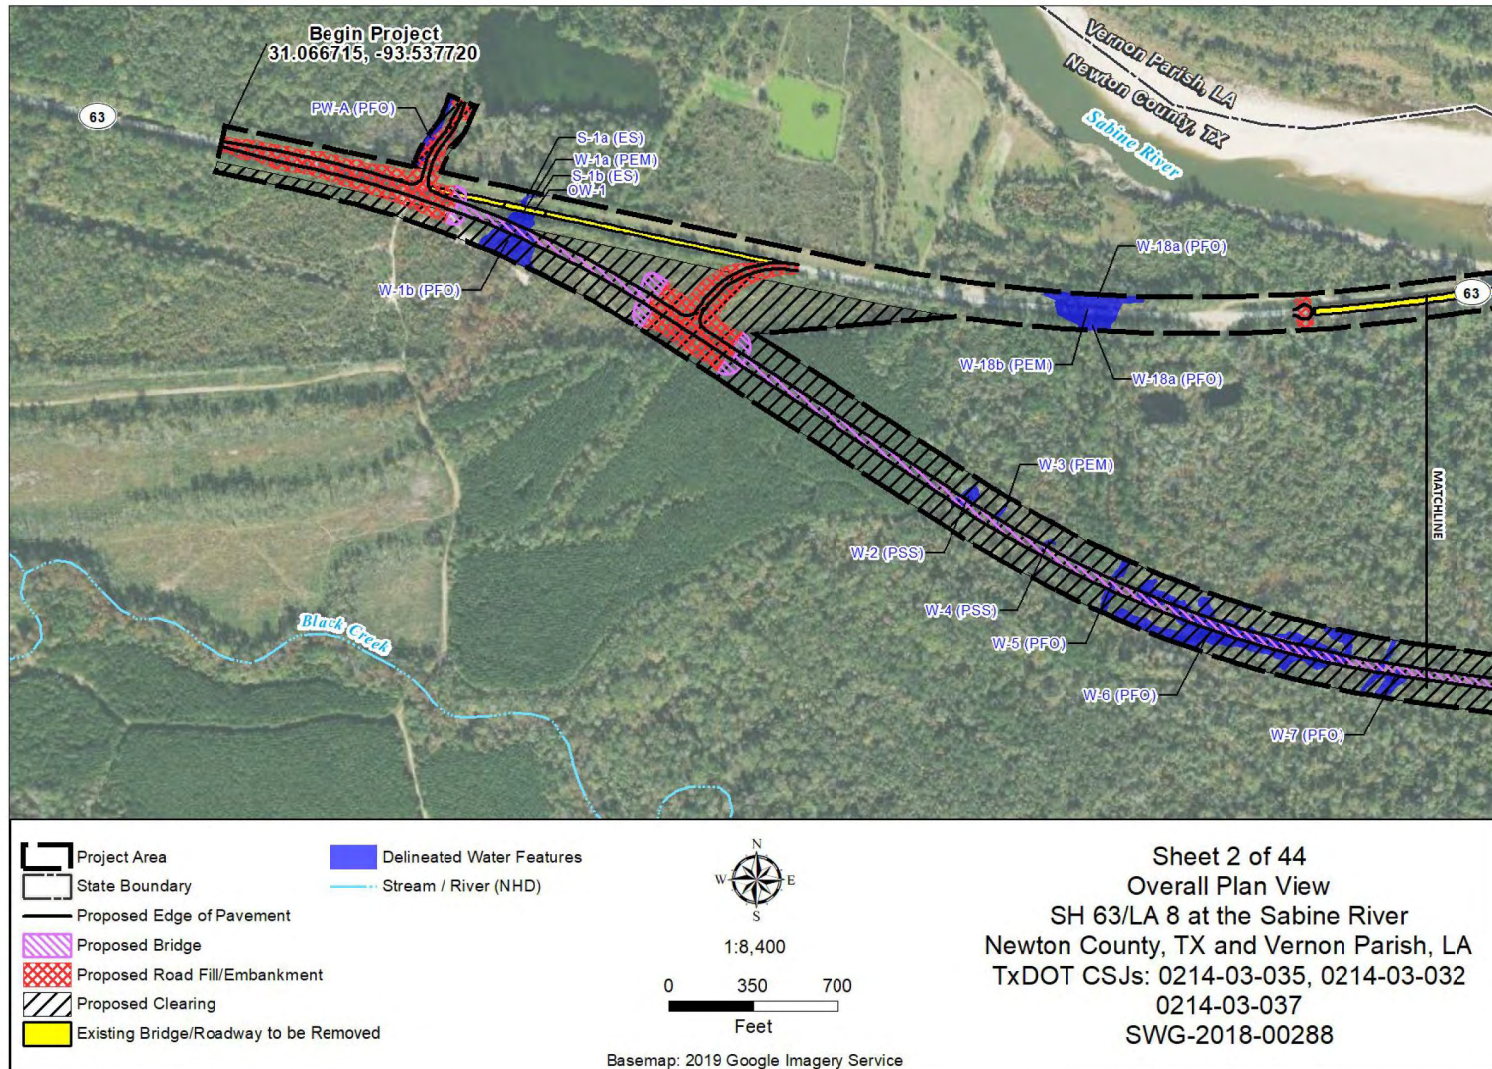 Begin Project
31.066715, -93.537720
63
PW-A (PFO)
S-1a (ES)
W-1a (PEM)
S-1b (ES)
OW-1
W-1b (PFO)
Vernon Parish, LA
Newton County, TX
Sabine River
W-18a (PFO)
63
W-18b (PEM)
W-18a (PFO)
W-3 (PEM)
MATCHLINE
W-2 (PSS)
W-4 (PSS)
W-5 (PFO)
W-6 (PFO)
W-7 (PFO)
Black Creek
Project Area
State Boundary
Proposed Edge of Pavement
Proposed Bridge
Proposed Road Fill/Embankment
Proposed Clearing
Existing Bridge/Roadway to be Removed
Delineated Water Features
Stream / River (NHD)
N
W E
S
1:8,400
0 350 700
Feet
Basemap: 2019 Google Imagery Service
Sheet 2 of 44
Overall Plan View
SH 63/LA 8 at the Sabine River
Newton County, TX and Vernon Parish, LA
TxDOT CSJs: 0214-03-035, 0214-03-032
0214-03-037
SWG-2018-00288